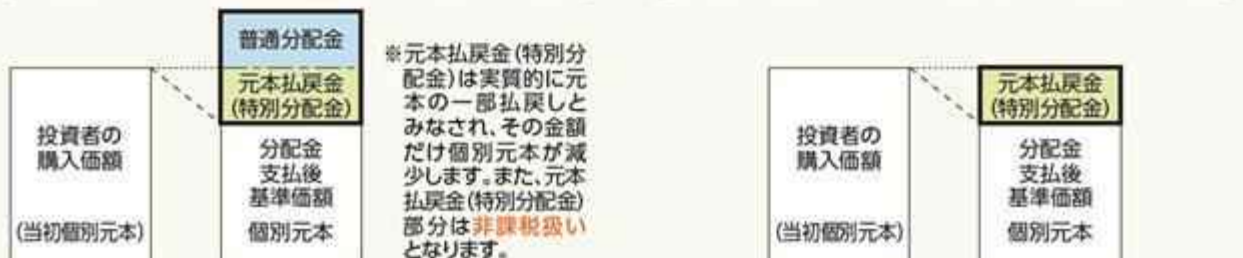 普通分配金
元本払戻金
(特別分配金)
投資者の
購入価額
(当初個別元本)
分配金
支払後
基準価額
個別元本
※元本払戻金(特別分
配金)は実質的に元
本の一部払戻しと
みなされ、その金額
だけ個別元本が減
少します。また、元本
払戻金(特別分配金)
部分は非課税扱い
となります。
元本払戻金
(特別分配金)
投資者の
購入価額
(当初個別元本)
分配金
支払後
基準価額
個別元本